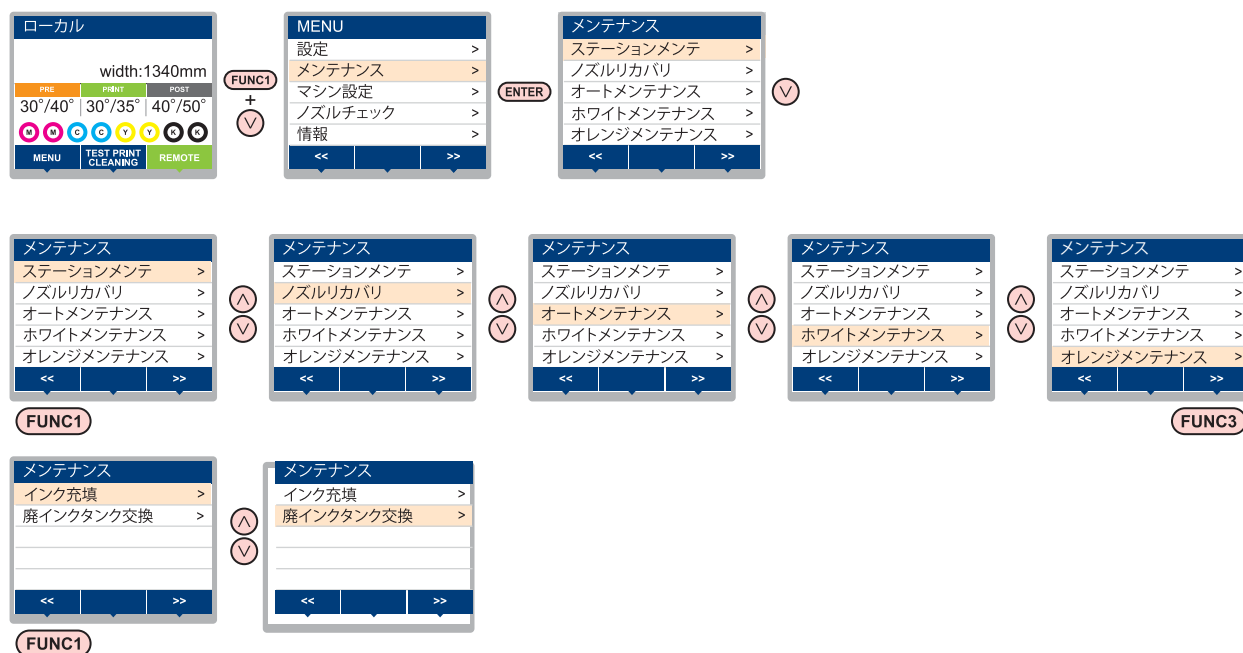 ローカル
width:1340mm
PRE PRINT POST
30°/40° 30°/35° 40°/50°
M M C C Y Y K K
MENU TEST PRINT CLEANING REMOTE
FUNC1
+
MENU
設定 >
メンテナンス >
マシン設定 >
ノズルチェック >
情報 >
<< >>
ENTER
メンテナンス
ステーションメンテ >
ノズルリカバリ >
オートメンテナンス >
ホワイトメンテナンス >
オレンジメンテナンス >
<< >>
メンテナンス
ステーションメンテ >
ノズルリカバリ >
オートメンテナンス >
ホワイトメンテナンス >
オレンジメンテナンス >
<< >>
FUNC1
メンテナンス
ステーションメンテ >
ノズルリカバリ >
オートメンテナンス >
ホワイトメンテナンス >
オレンジメンテナンス >
<< >>
メンテナンス
ステーションメンテ >
ノズルリカバリ >
オートメンテナンス >
ホワイトメンテナンス >
オレンジメンテナンス >
<< >>
メンテナンス
ステーションメンテ >
ノズルリカバリ >
オートメンテナンス >
ホワイトメンテナンス >
オレンジメンテナンス >
<< >>
メンテナンス
ステーションメンテ >
ノズルリカバリ >
オートメンテナンス >
ホワイトメンテナンス >
オレンジメンテナンス >
<< >>
FUNC3
メンテナンス
インク充填 >
廃インクタンク交換 >
<< >>
FUNC1
メンテナンス
インク充填 >
廃インクタンク交換 >
<< >>